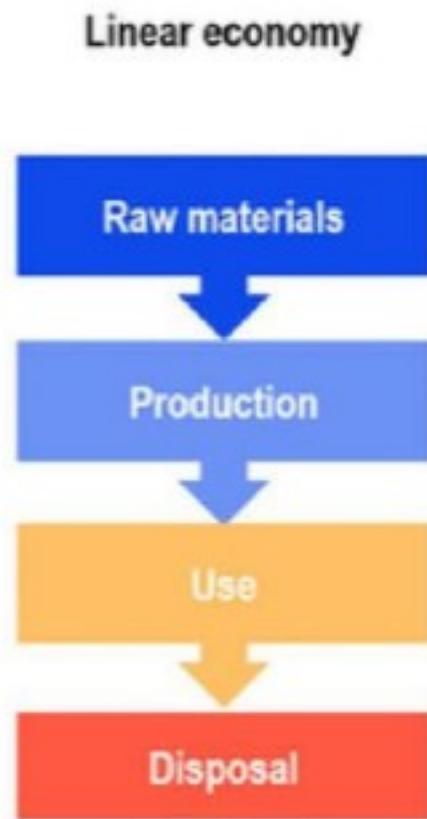 Linear economy
Raw materials
Production
Use
Disposal